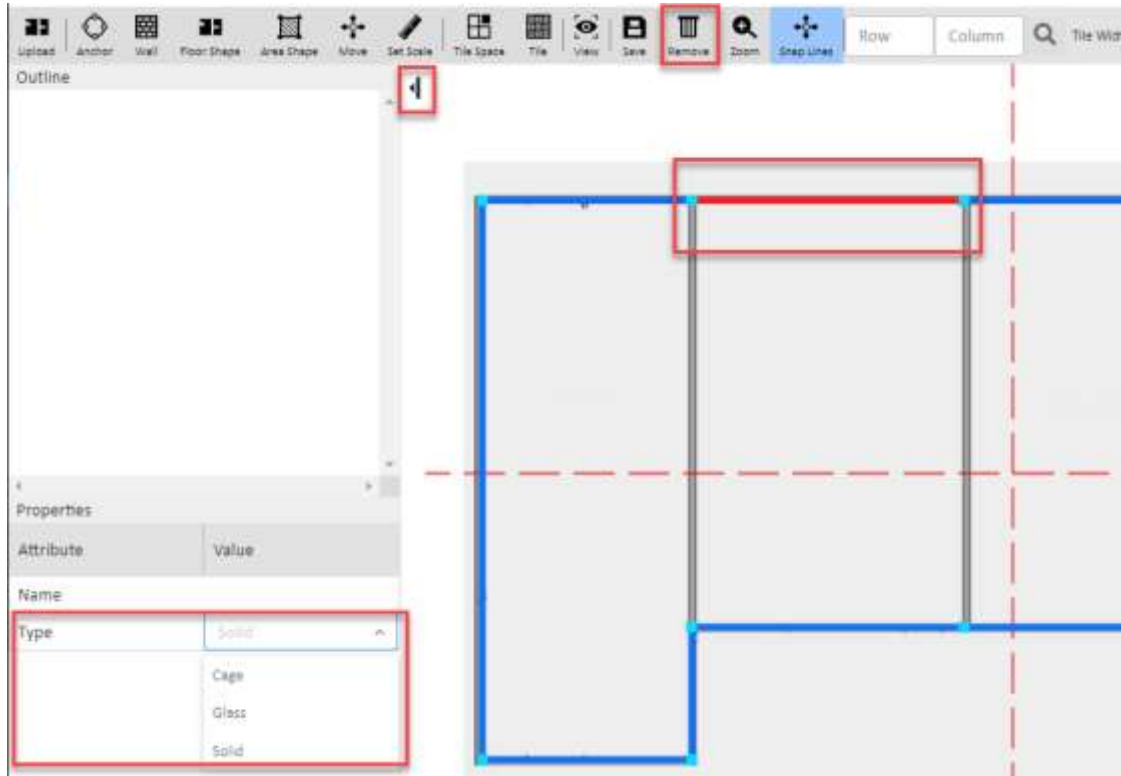 Upload Anchor Wall Floor Shape Area Shape Move Set Scale Tile Space Tile View Save Remove Zoom Snap Lines Row Column Tile Wid
Outline
Properties
Attribute Value
Name
Type Solid
Cage
Glass
Solid